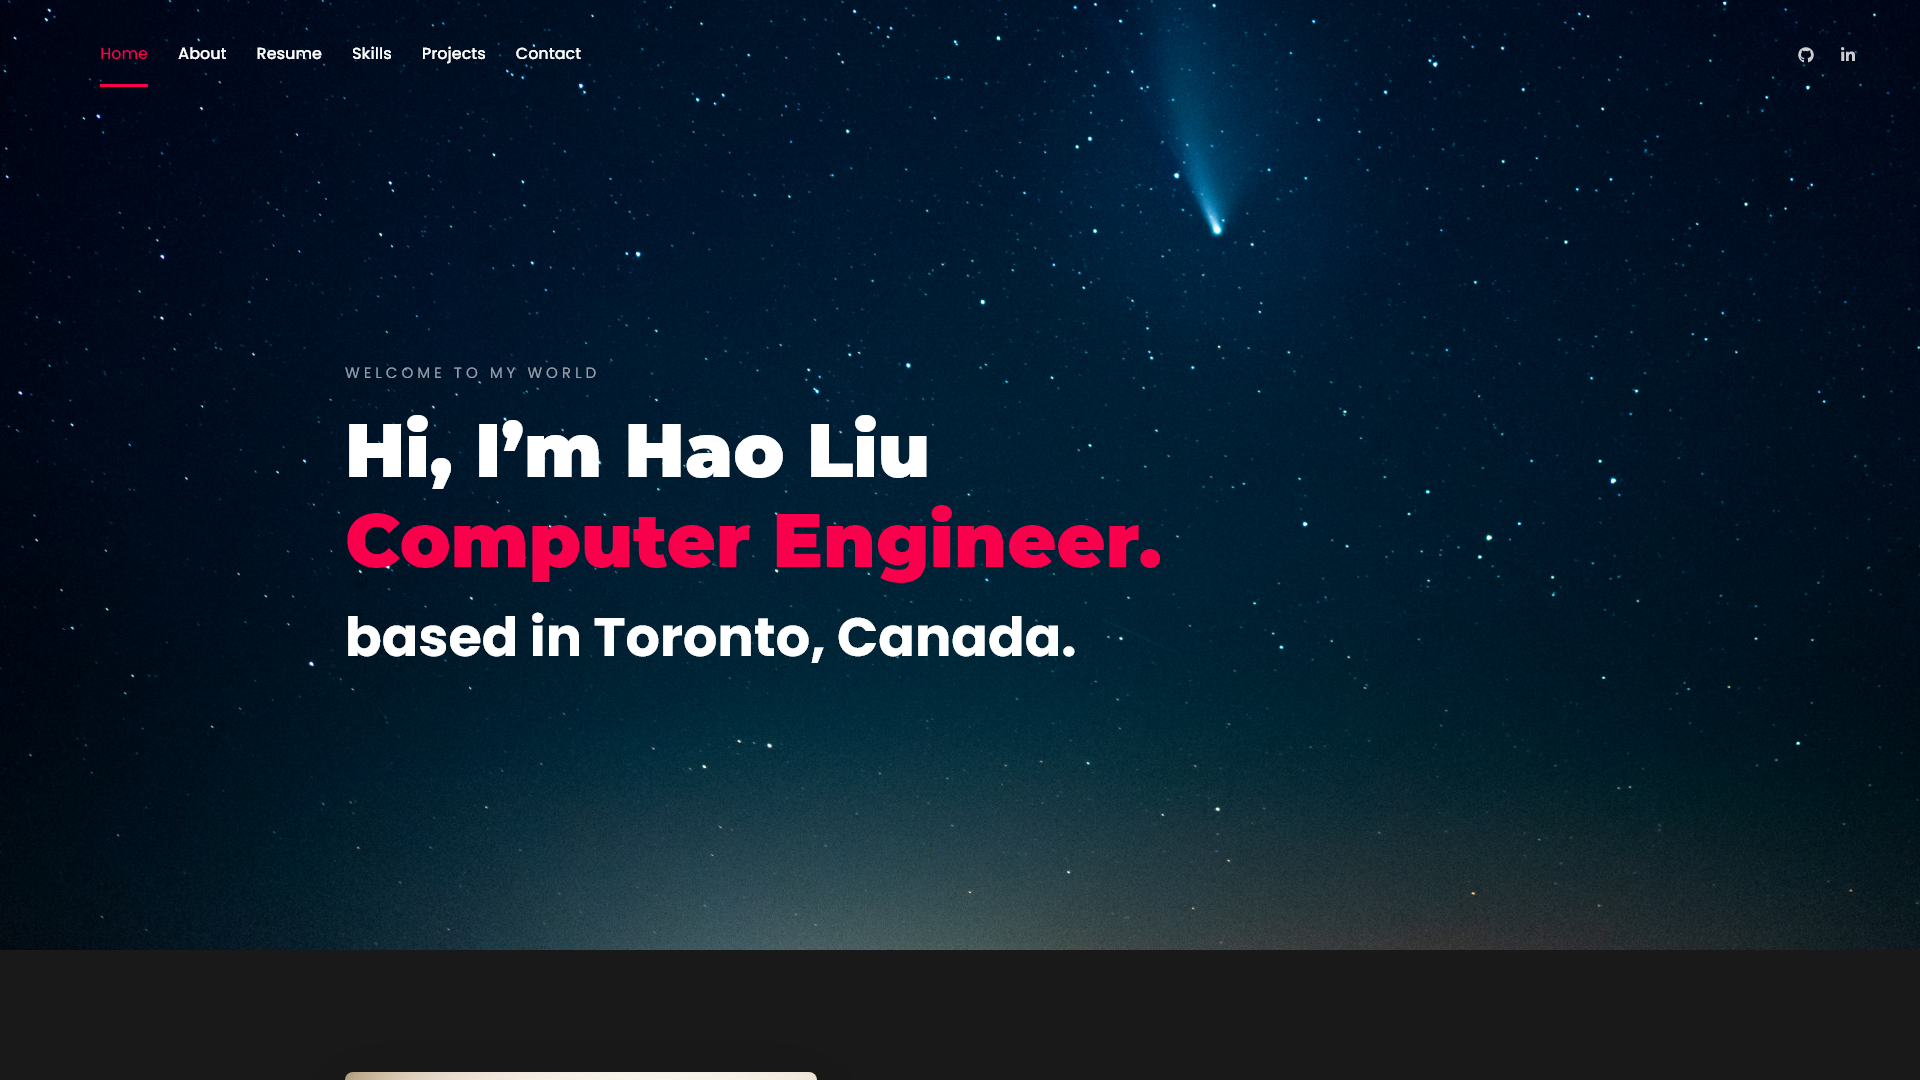 Home About Resume Skills Projects Contact
WELCOME TO MY WORLD
Hi, I’m Hao Liu
Computer Engineer.
based in Toronto, Canada.